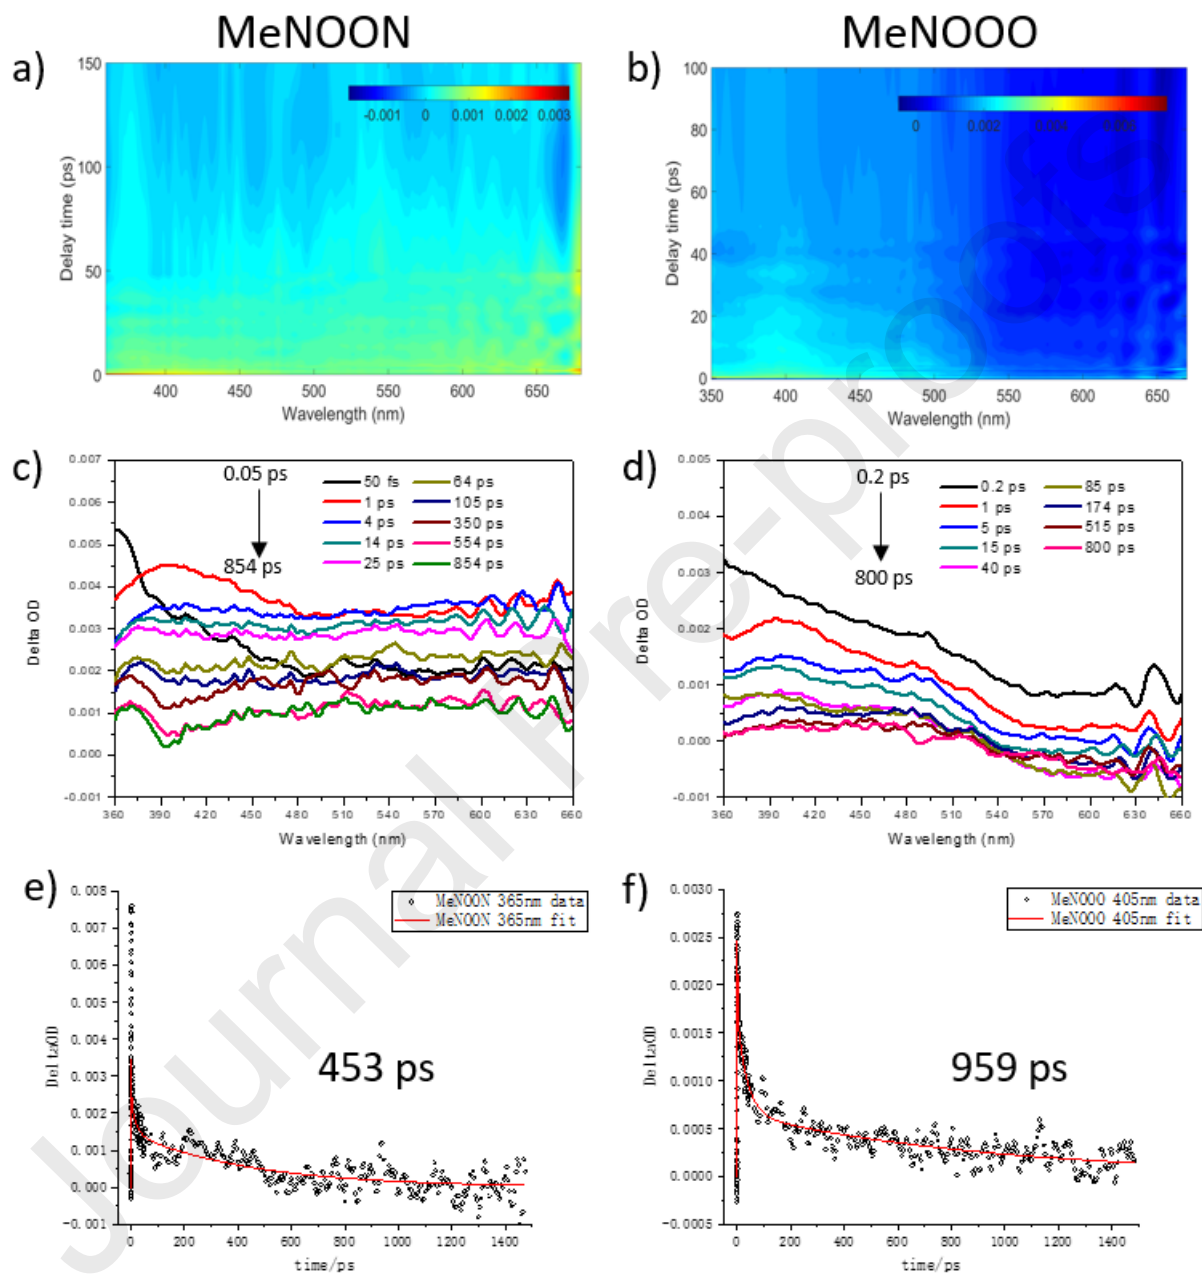 MeNOON
MeNOOO
a)
150
100
50
0
Delay time (ps)
-0.001 0 0.001 0.002 0.003
400 450 500 550 600 650
Wavelength (nm)
b)
100
80
60
40
20
0
Delay time (ps)
0 0.002 0.004 0.006
350 400 450 500 550 600 650
Wavelength (nm)
c)
0.007
0.006
0.005
0.004
0.003
0.002
0.001
0.000
-0.001
Delta OD
0.05 ps
854 ps
50 fs
1 ps
4 ps
14 ps
25 ps
64 ps
105 ps
350 ps
554 ps
854 ps
360 390 420 450 480 510 540 570 600 630 660
Wavelength (nm)
d)
0.005
0.004
0.003
0.002
0.001
0.000
-0.001
Delta OD
0.2 ps
800 ps
0.2 ps
1 ps
5 ps
15 ps
40 ps
85 ps
174 ps
515 ps
800 ps
360 390 420 450 480 510 540 570 600 630 660
Wavelength (nm)
e)
0.008
0.007
0.006
0.005
0.004
0.003
0.002
0.001
0.000
-0.001
DeltaOD
MeNOON 365nm data
MeNOON 365nm fit
453 ps
0 200 400 600 800 1000 1200 1400
time/ps
f)
0.0030
0.0025
0.0020
0.0015
0.0010
0.0005
0.0000
-0.0005
DeltaOD
MeNOOO 405nm data
MeNOOO 405nm fit
959 ps
0 200 400 600 800 1000 1200 1400
time/ps
Journal Pre-proofs